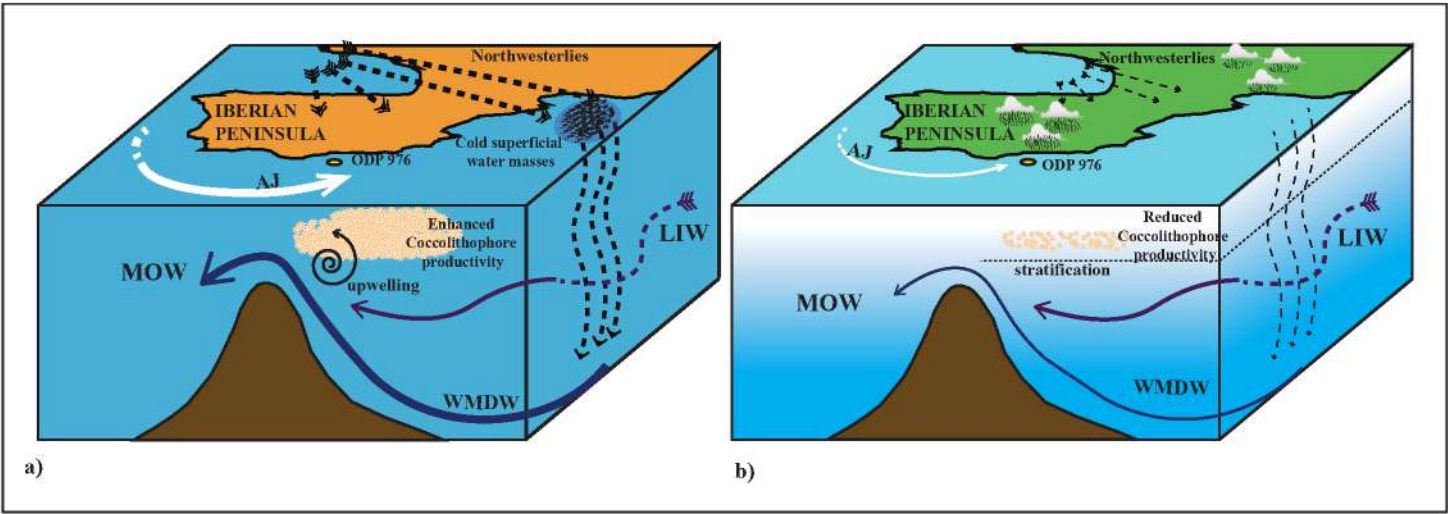 Northwesterlies
IBERIAN
PENINSULA
Cold superficial
water masses
ODP 976
AJ
Enhanced
Coccolithophore
productivity
LIW
MOW
upwelling
WMDW
a)
Northwesterlies
IBERIAN
PENINSULA
AJ
ODP 976
Reduced
Coccolithophore
productivity
LIW
stratification
MOW
WMDW
b)